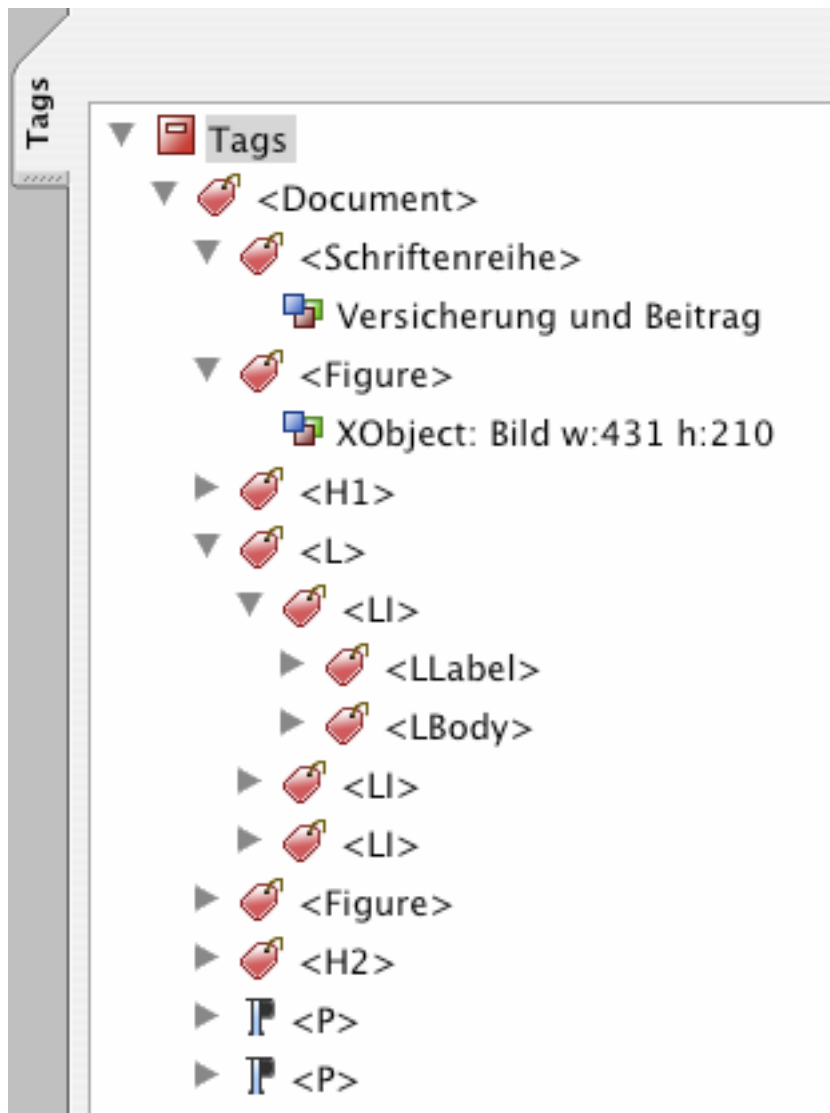 Tags
Tags
<Document>
<Schriftenreihe>
Versicherung und Beitrag
<Figure>
XObject: Bild w:431 h:210
<H1>
<L>
<LI>
<LLabel>
<LBody>
<LI>
<LI>
<Figure>
<H2>
<P>
<P>